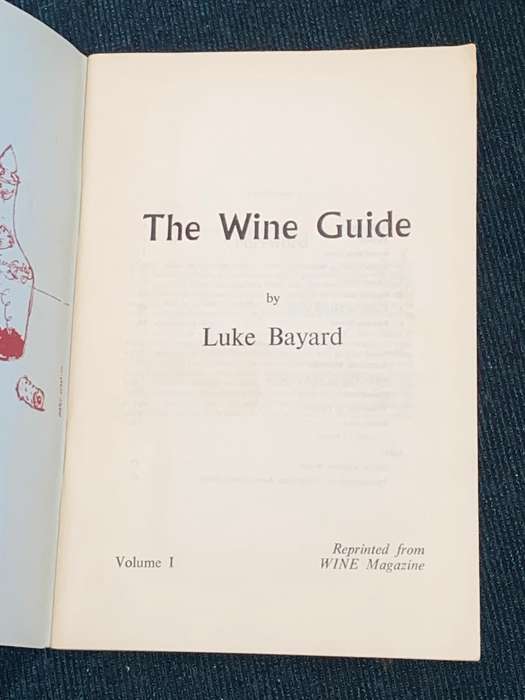 The Wine Guide
by
Luke Bayard
Volume I
Reprinted from
WINE Magazine